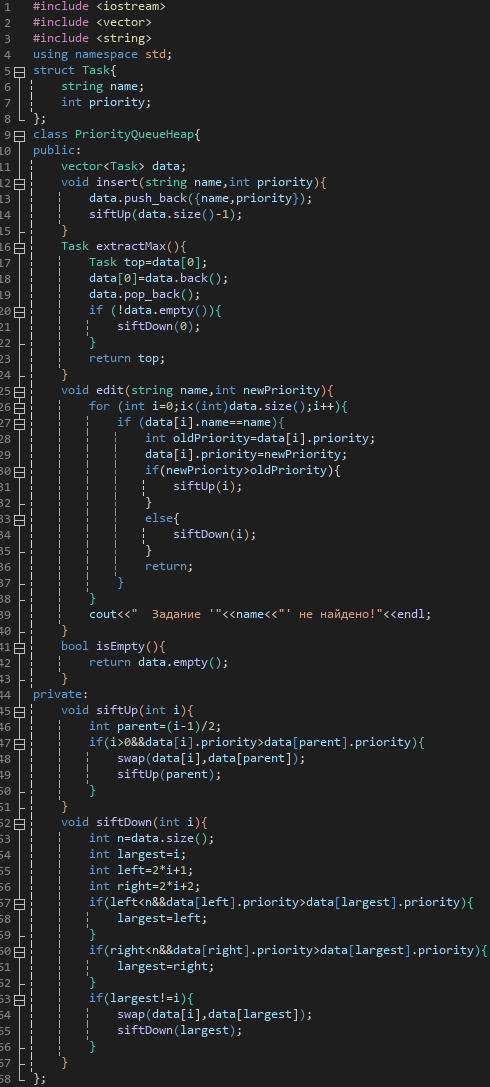 1 #include <iostream>
2 #include <vector>
3 #include <string>
4 using namespace std;
5 struct Task{
6 string name;
7 int priority;
8 };
9 class PriorityQueueHeap{
10 public:
11 vector<Task> data;
12 void insert(string name,int priority){
13 data.push_back({name,priority});
14 siftUp(data.size()-1);
15 }
16 Task extractMax(){
17 Task top=data[0];
18 data[0]=data.back();
19 data.pop_back();
20 if (!data.empty()){
21 siftDown(0);
22 }
23 return top;
24 }
25 void edit(string name,int newPriority){
26 for (int i=0;i<(int)data.size();i++){
27 if (data[i].name==name){
28 int oldPriority=data[i].priority;
29 data[i].priority=newPriority;
30 if(newPriority>oldPriority){
31 siftUp(i);
32 }
33 else{
34 siftDown(i);
35 }
36 return;
37 }
38 }
39 cout<<"  Задание '"<<name<<"' не найдено!"<<endl;
40 }
41 bool isEmpty(){
42 return data.empty();
43 }
44 private:
45 void siftUp(int i){
46 int parent=(i-1)/2;
47 if(i>0&&data[i].priority>data[parent].priority){
48 swap(data[i],data[parent]);
49 siftUp(parent);
50 }
51 }
52 void siftDown(int i){
53 int n=data.size();
54 int largest=i;
55 int left=2*i+1;
56 int right=2*i+2;
57 if(left<n&&data[left].priority>data[largest].priority){
58 largest=left;
59 }
60 if(right<n&&data[right].priority>data[largest].priority){
61 largest=right;
62 }
63 if(largest!=i){
64 swap(data[i],data[largest]);
65 siftDown(largest);
66 }
67 }
68 };